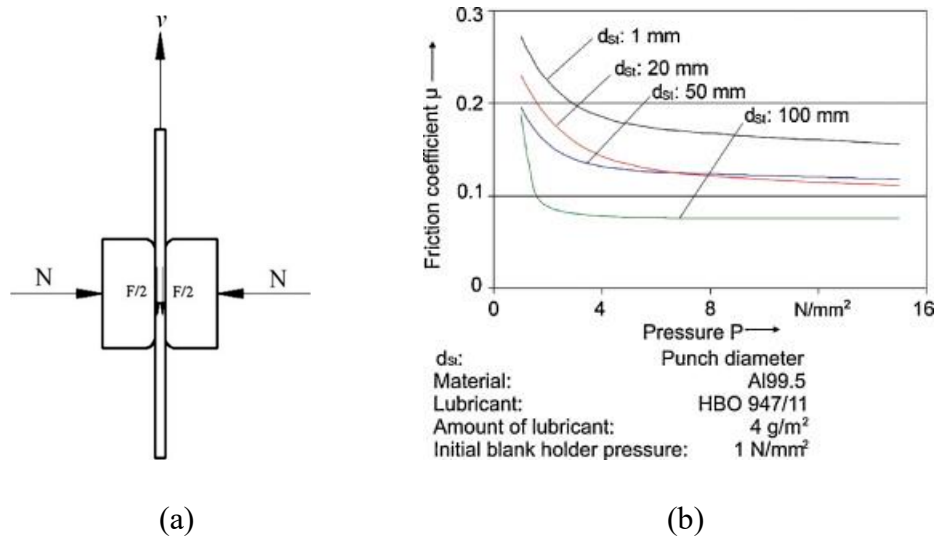 v
N
F/2
F/2
N
(a)
0.3
0.2
0.1
0
Friction coefficient μ
dSt: 1 mm
dSt: 20 mm
dSt: 50 mm
dSt: 100 mm
0
4
8
N/mm²
16
Pressure P
dSt: Punch diameter
Material: Al99.5
Lubricant: HBO 947/11
Amount of lubricant: 4 g/m²
Initial blank holder pressure: 1 N/mm²
(b)